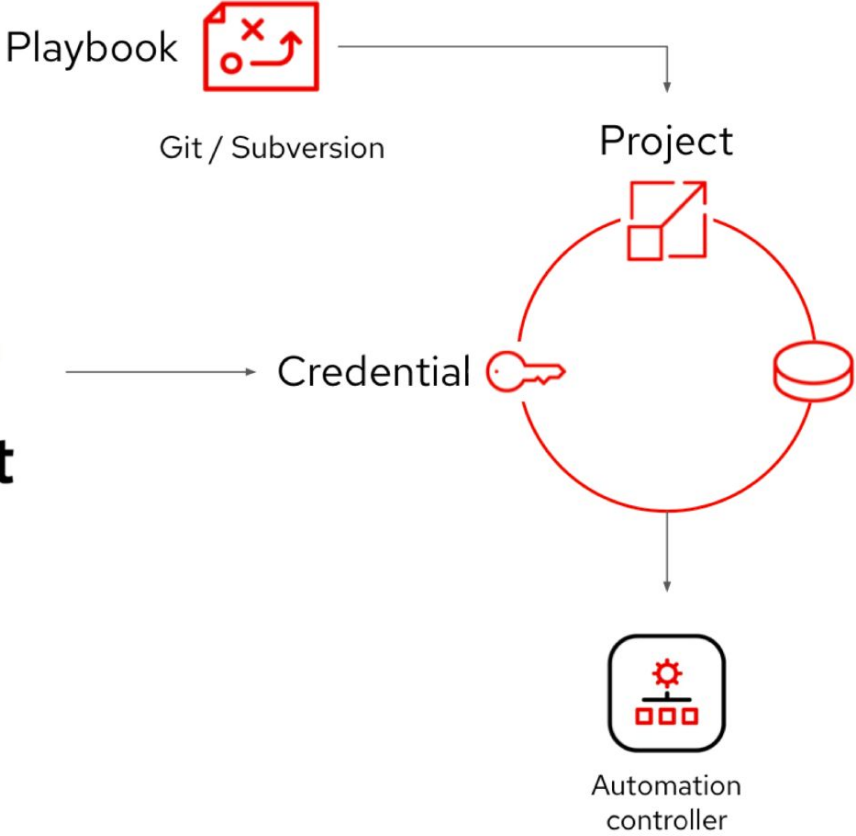 Playbook
Git / Subversion
Project
Credential
t
Automation
controller